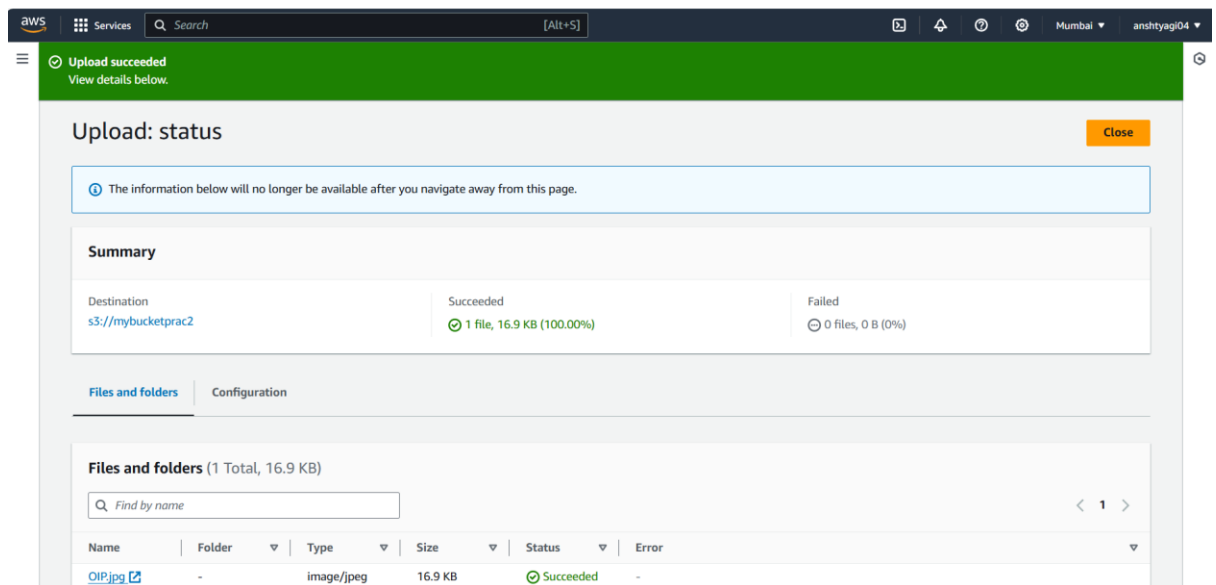 aws Services Search [Alt+S] Mumbai ▼ anshtyagi04 ▼
Upload succeeded
View details below.
Upload: status Close
The information below will no longer be available after you navigate away from this page.
Summary
Destination Succeeded Failed
s3://mybucketprac2 1 file, 16.9 KB (100.00%) 0 files, 0 B (0%)
Files and folders Configuration
Files and folders (1 Total, 16.9 KB)
Find by name < 1 >
Name Folder Type Size Status Error
OIP.jpg - image/jpeg 16.9 KB Succeeded -